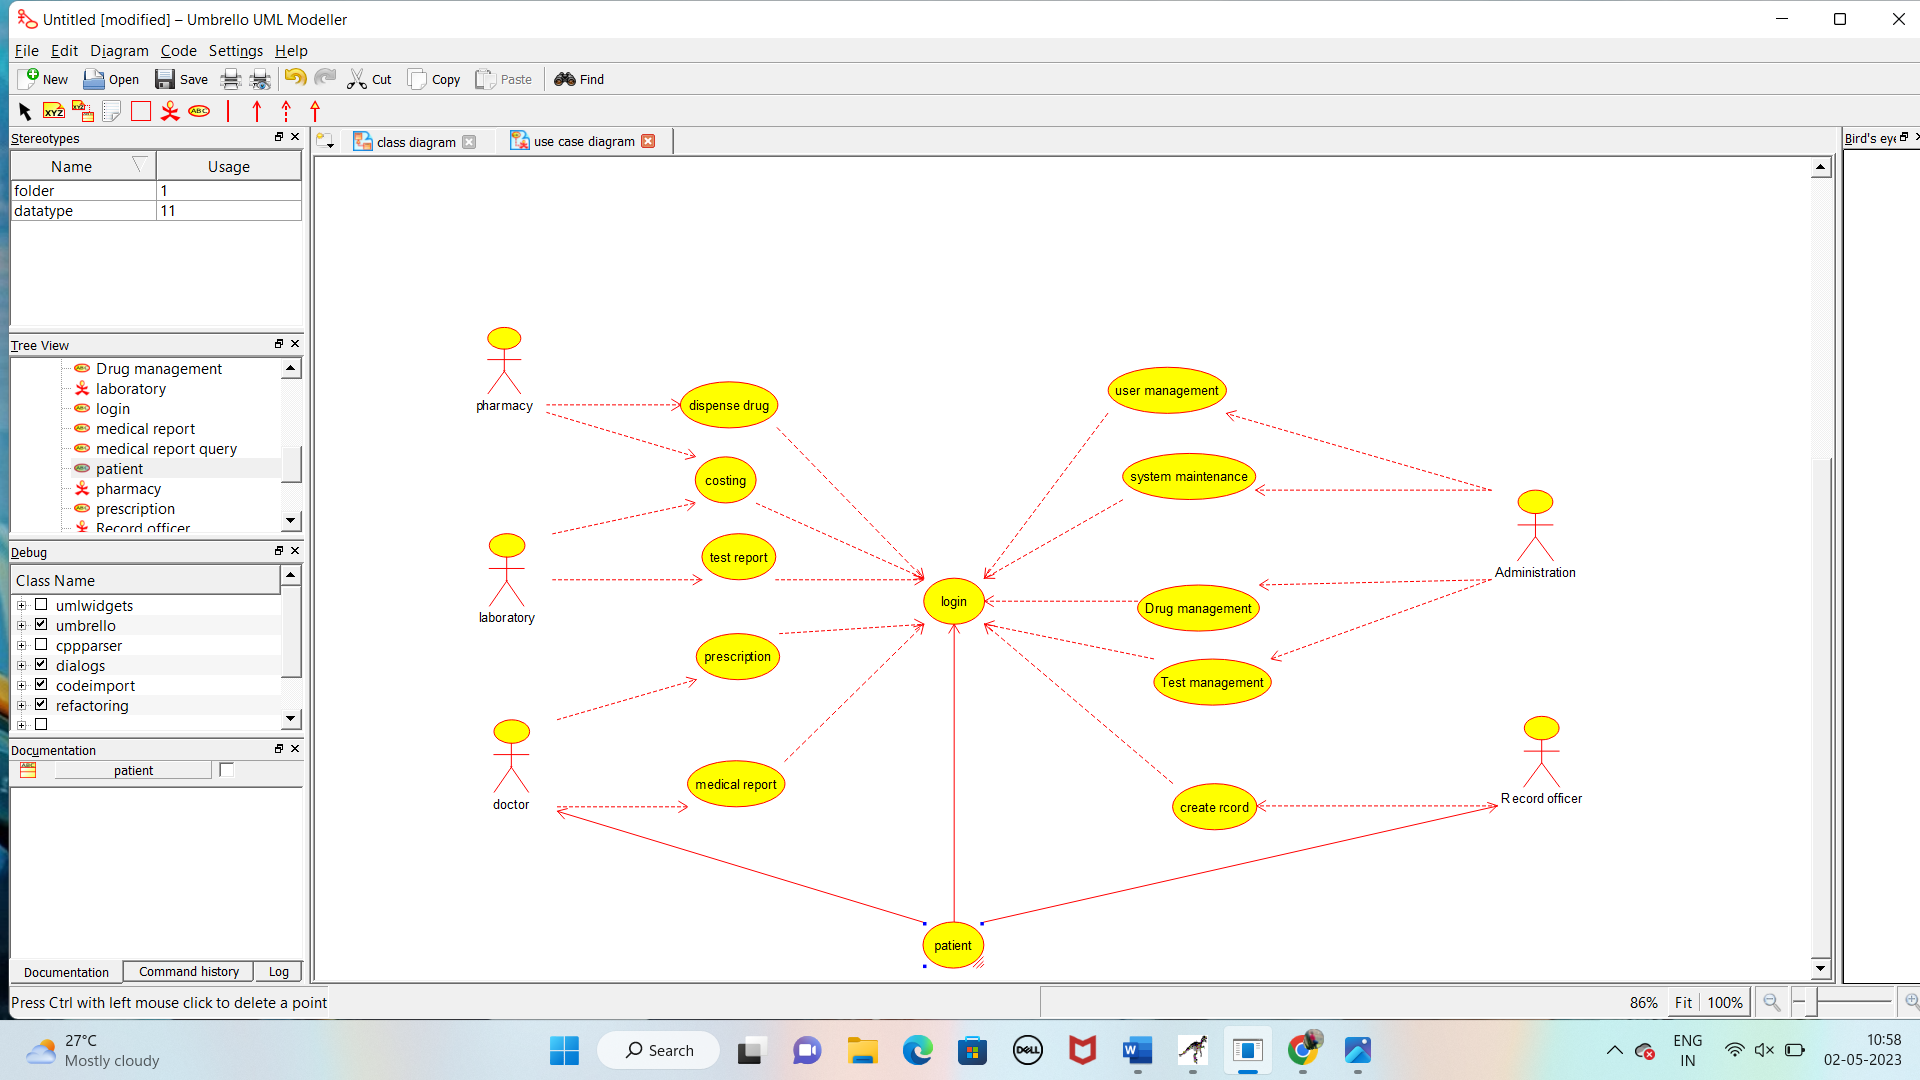 Untitled [modified] – Umbrello UML Modeller
File Edit Diagram Code Settings Help
New Open Save Cut Copy Paste Find
XYZ XYZ ABC
Stereotypes
Name Usage
folder 1
datatype 11
Tree View
Drug management
laboratory
login
medical report
medical report query
patient
pharmacy
prescription
Record officer
Debug
Class Name
umlwidgets
umbrello
cppparser
dialogs
codeimport
refactoring
Documentation
patient
Documentation Command history Log
Press Ctrl with left mouse click to delete a point
class diagram
use case diagram
Bird's eye
pharmacy
dispense drug
costing
laboratory
test report
prescription
doctor
medical report
login
patient
user management
system maintenance
Administration
Drug management
Test management
Record officer
create rcord
86% Fit 100%
27°C
Mostly cloudy
Search
DELL
W
ENG
IN
10:58
02-05-2023